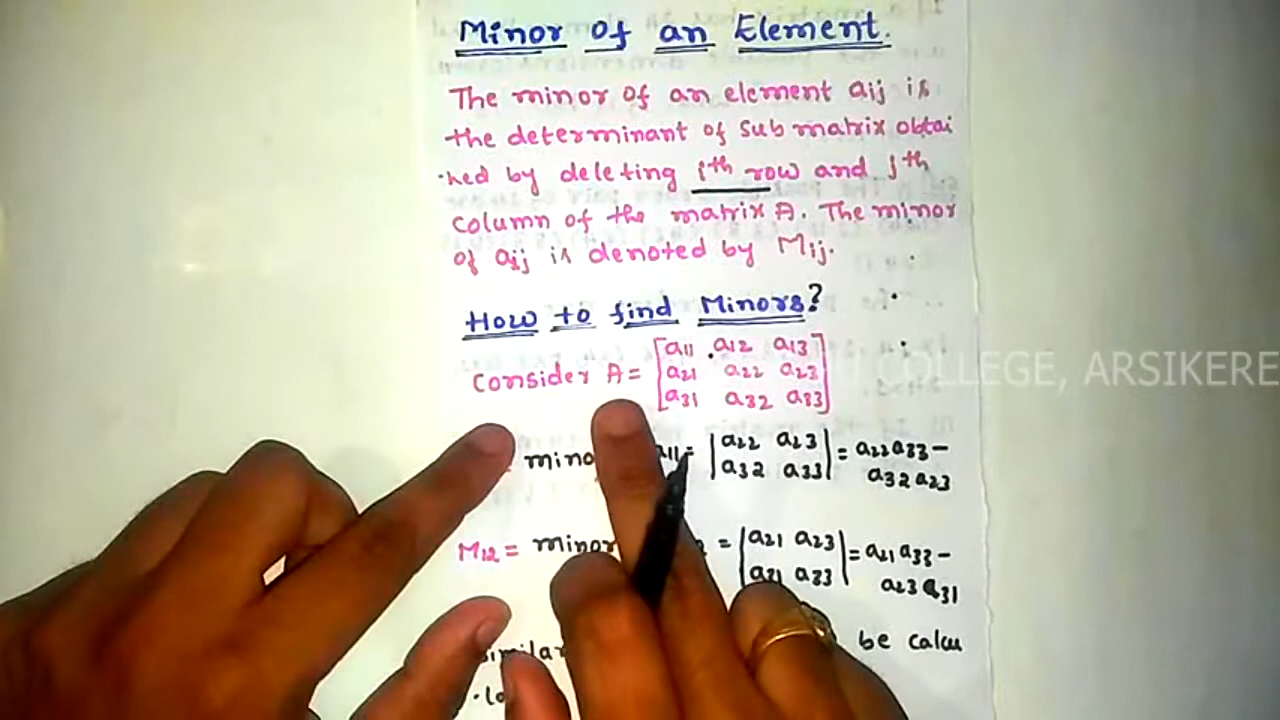 Minor of an Element.
The minor of an element aij is
the determinant of Sub matrix obtai
-ned by deleting ith row and jth
column of the matrix A. The minor
of aij is denoted by Mij.
How to find Minors?
Consider A = [a11 a12 a13
a21 a22 a23
a31 a32 a33]
U COLLEGE, ARSIKERE
a11 = |a22 a23
a32 a33| = a22a33 -
a32a23
M12 = minor = |a21 a23
a21 a33| = a21a33 -
a23a31
be calcu